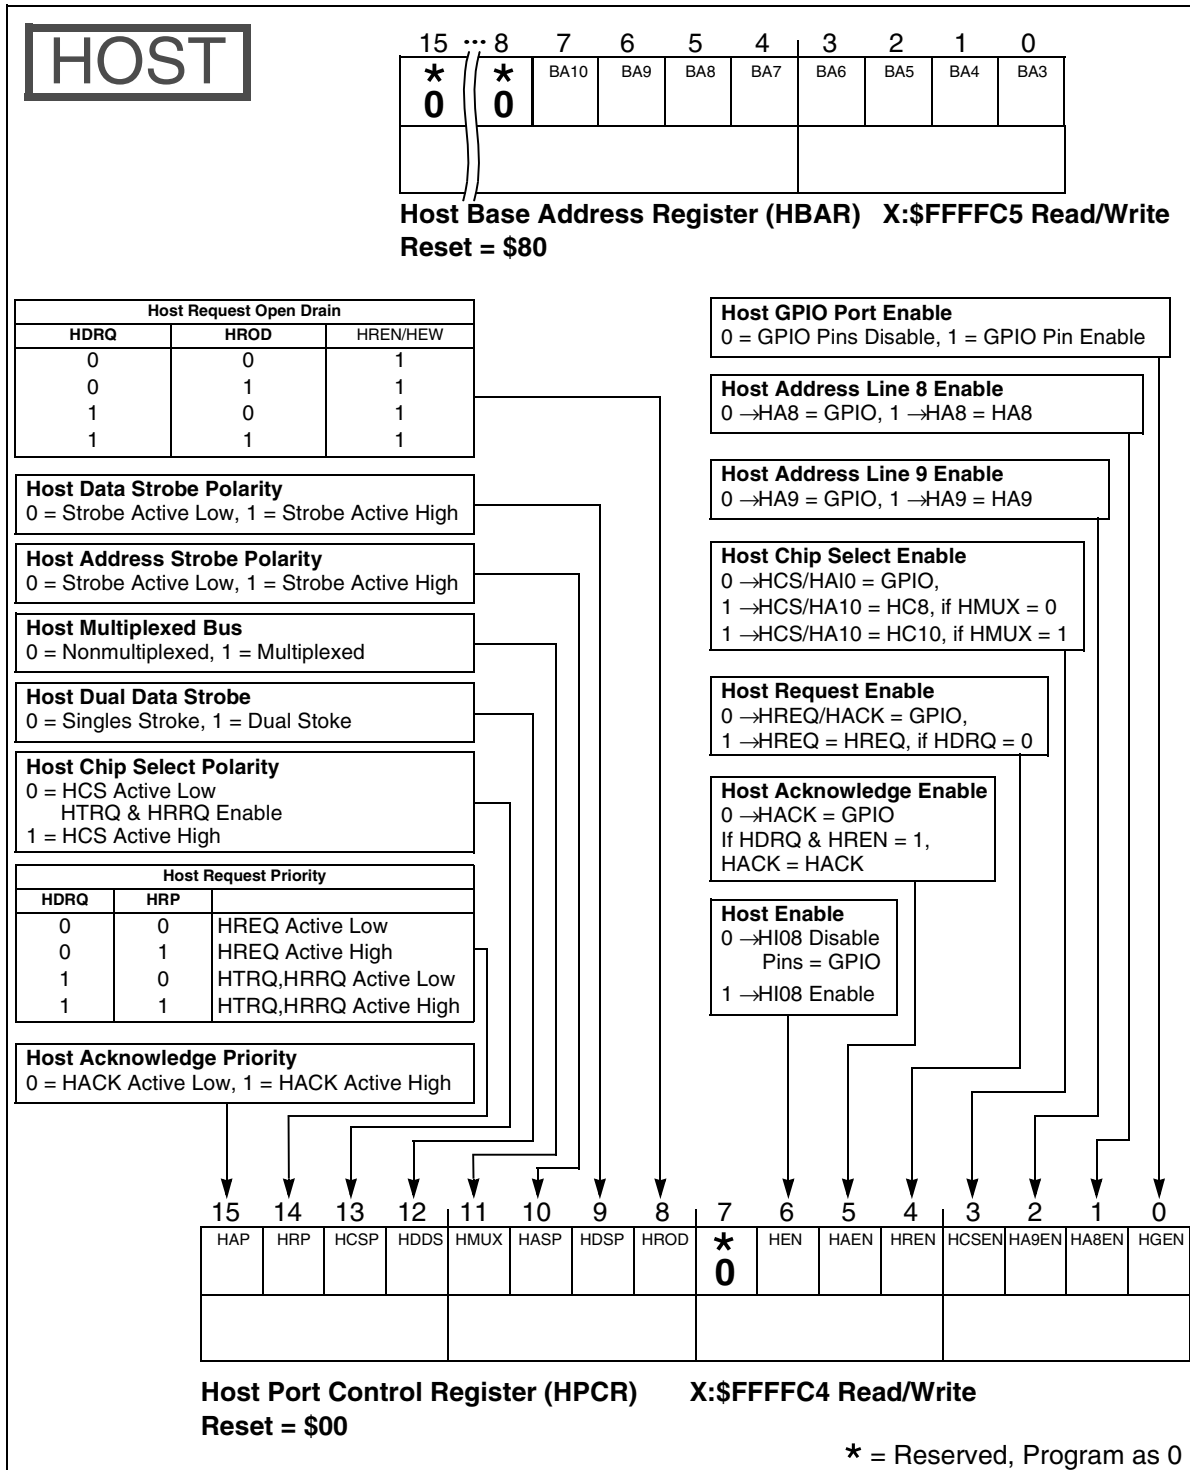 HOST
15 ··· 8 7 6 5 4 3 2 1 0
* * BA10 BA9 BA8 BA7 BA6 BA5 BA4 BA3
0 0
Host Base Address Register (HBAR) X:$FFFFC5 Read/Write
Reset = $80
Host Request Open Drain
HDRQ HROD HREN/HEW
0 0 1
0 1 1
1 0 1
1 1 1
Host Data Strobe Polarity
0 = Strobe Active Low, 1 = Strobe Active High
Host Address Strobe Polarity
0 = Strobe Active Low, 1 = Strobe Active High
Host Multiplexed Bus
0 = Nonmultiplexed, 1 = Multiplexed
Host Dual Data Strobe
0 = Singles Stroke, 1 = Dual Stoke
Host Chip Select Polarity
0 = HCS Active Low
HTRQ & HRRQ Enable
1 = HCS Active High
Host Request Priority
HDRQ HRP
0 0 HREQ Active Low
0 1 HREQ Active High
1 0 HTRQ,HRRQ Active Low
1 1 HTRQ,HRRQ Active High
Host Acknowledge Priority
0 = HACK Active Low, 1 = HACK Active High
Host GPIO Port Enable
0 = GPIO Pins Disable, 1 = GPIO Pin Enable
Host Address Line 8 Enable
0 →HA8 = GPIO, 1 →HA8 = HA8
Host Address Line 9 Enable
0 →HA9 = GPIO, 1 →HA9 = HA9
Host Chip Select Enable
0 →HCS/HAI0 = GPIO,
1 →HCS/HA10 = HC8, if HMUX = 0
1 →HCS/HA10 = HC10, if HMUX = 1
Host Request Enable
0 →HREQ/HACK = GPIO,
1 →HREQ = HREQ, if HDRQ = 0
Host Acknowledge Enable
0 →HACK = GPIO
If HDRQ & HREN = 1,
HACK = HACK
Host Enable
0 →HI08 Disable
Pins = GPIO
1 →HI08 Enable
15 14 13 12 11 10 9 8 7 6 5 4 3 2 1 0
HAP HRP HCSP HDDS HMUX HASP HDSP HROD * HEN HAEN HREN HCSEN HA9EN HA8EN HGEN
0
Host Port Control Register (HPCR) X:$FFFFC4 Read/Write
Reset = $00
* = Reserved, Program as 0